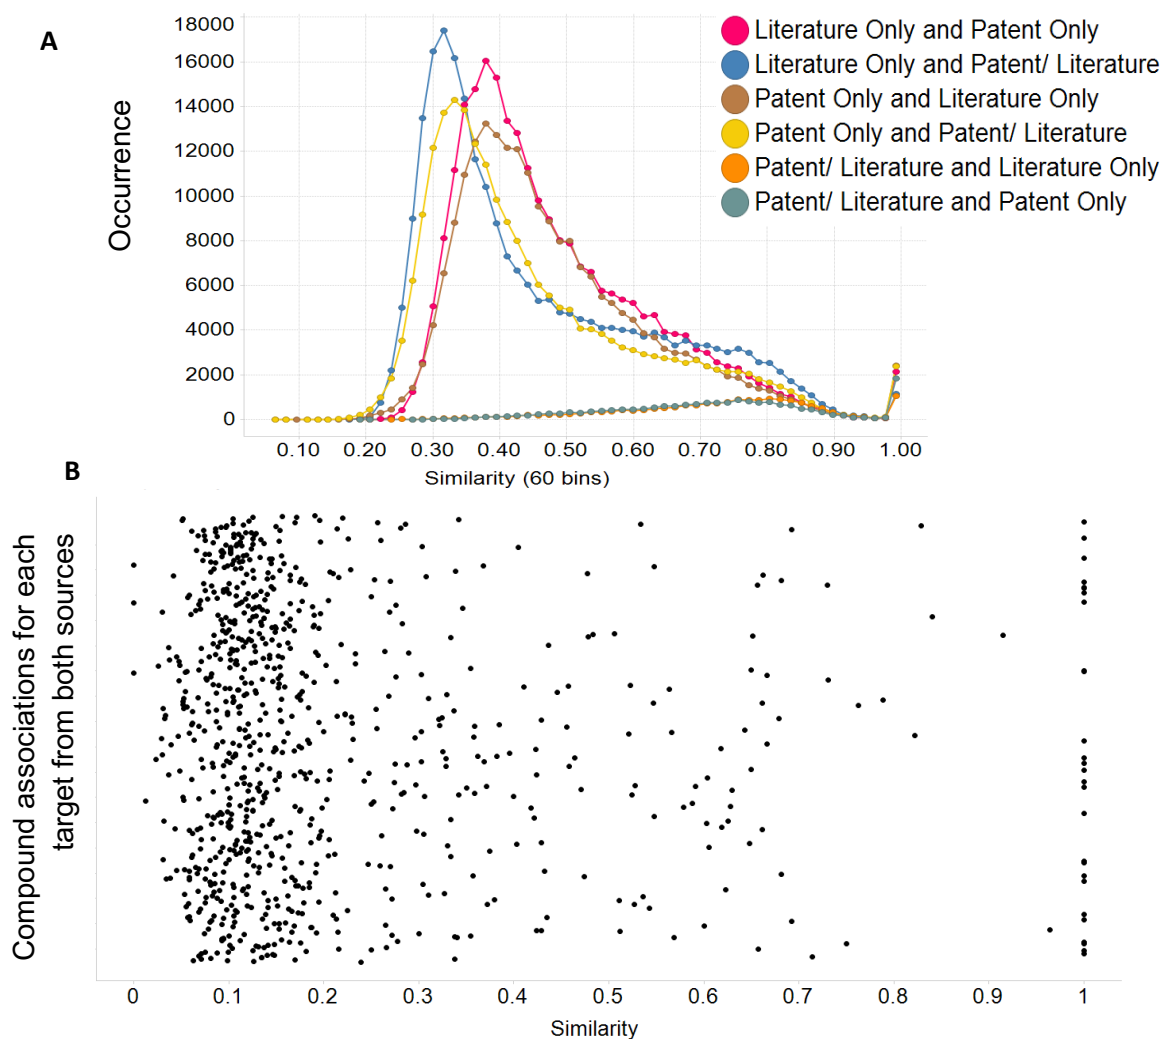 A
Occurrence
18000
16000
14000
12000
10000
8000
6000
4000
2000
0
Literature Only and Patent Only
Literature Only and Patent/ Literature
Patent Only and Literature Only
Patent Only and Patent/ Literature
Patent/ Literature and Literature Only
Patent/ Literature and Patent Only
0.10 0.20 0.30 0.40 0.50 0.60 0.70 0.80 0.90 1.00
Similarity (60 bins)
B
Compound associations for each
target from both sources
0 0.1 0.2 0.3 0.4 0.5 0.6 0.7 0.8 0.9 1
Similarity